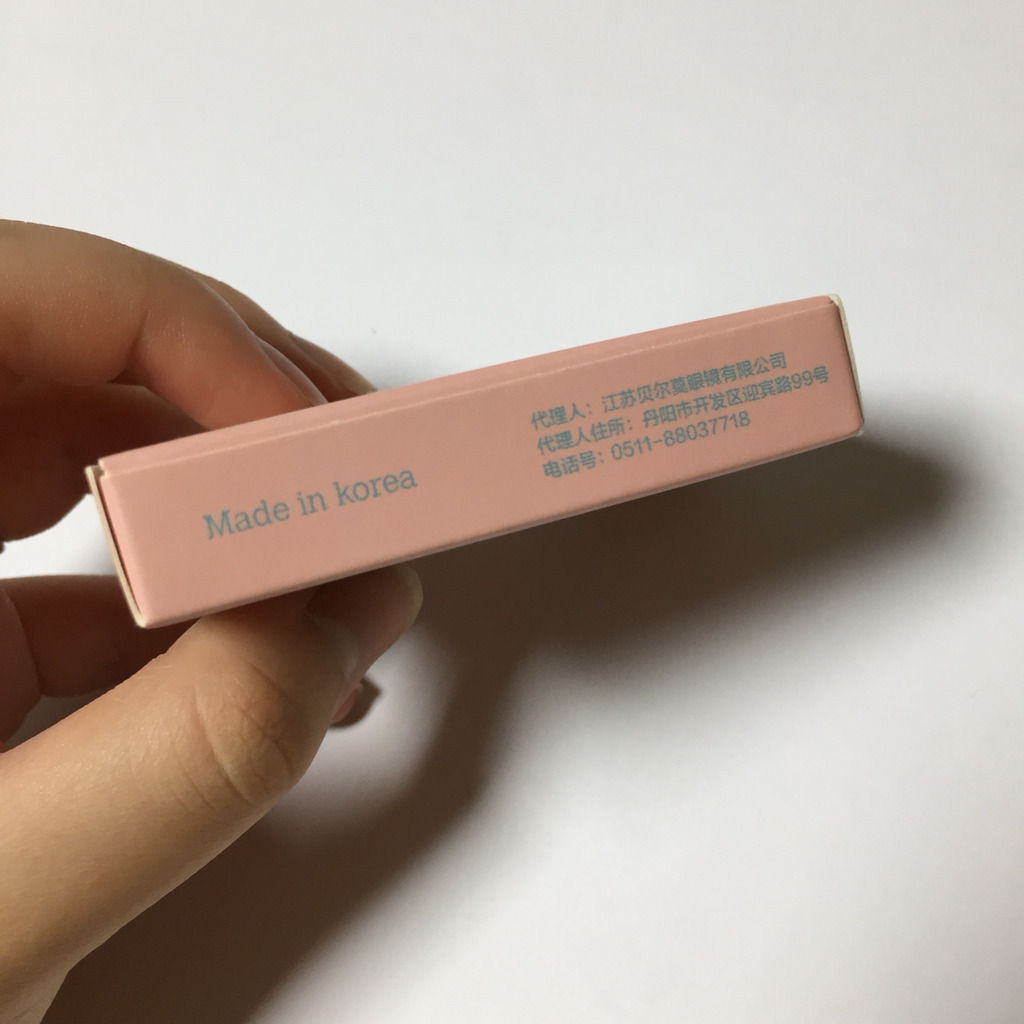 Made in korea
代理人：江苏贝尔蔓眼镜有限公司
代理人住所：丹阳市开发区迎宾路99号
电话号：0511-88037718